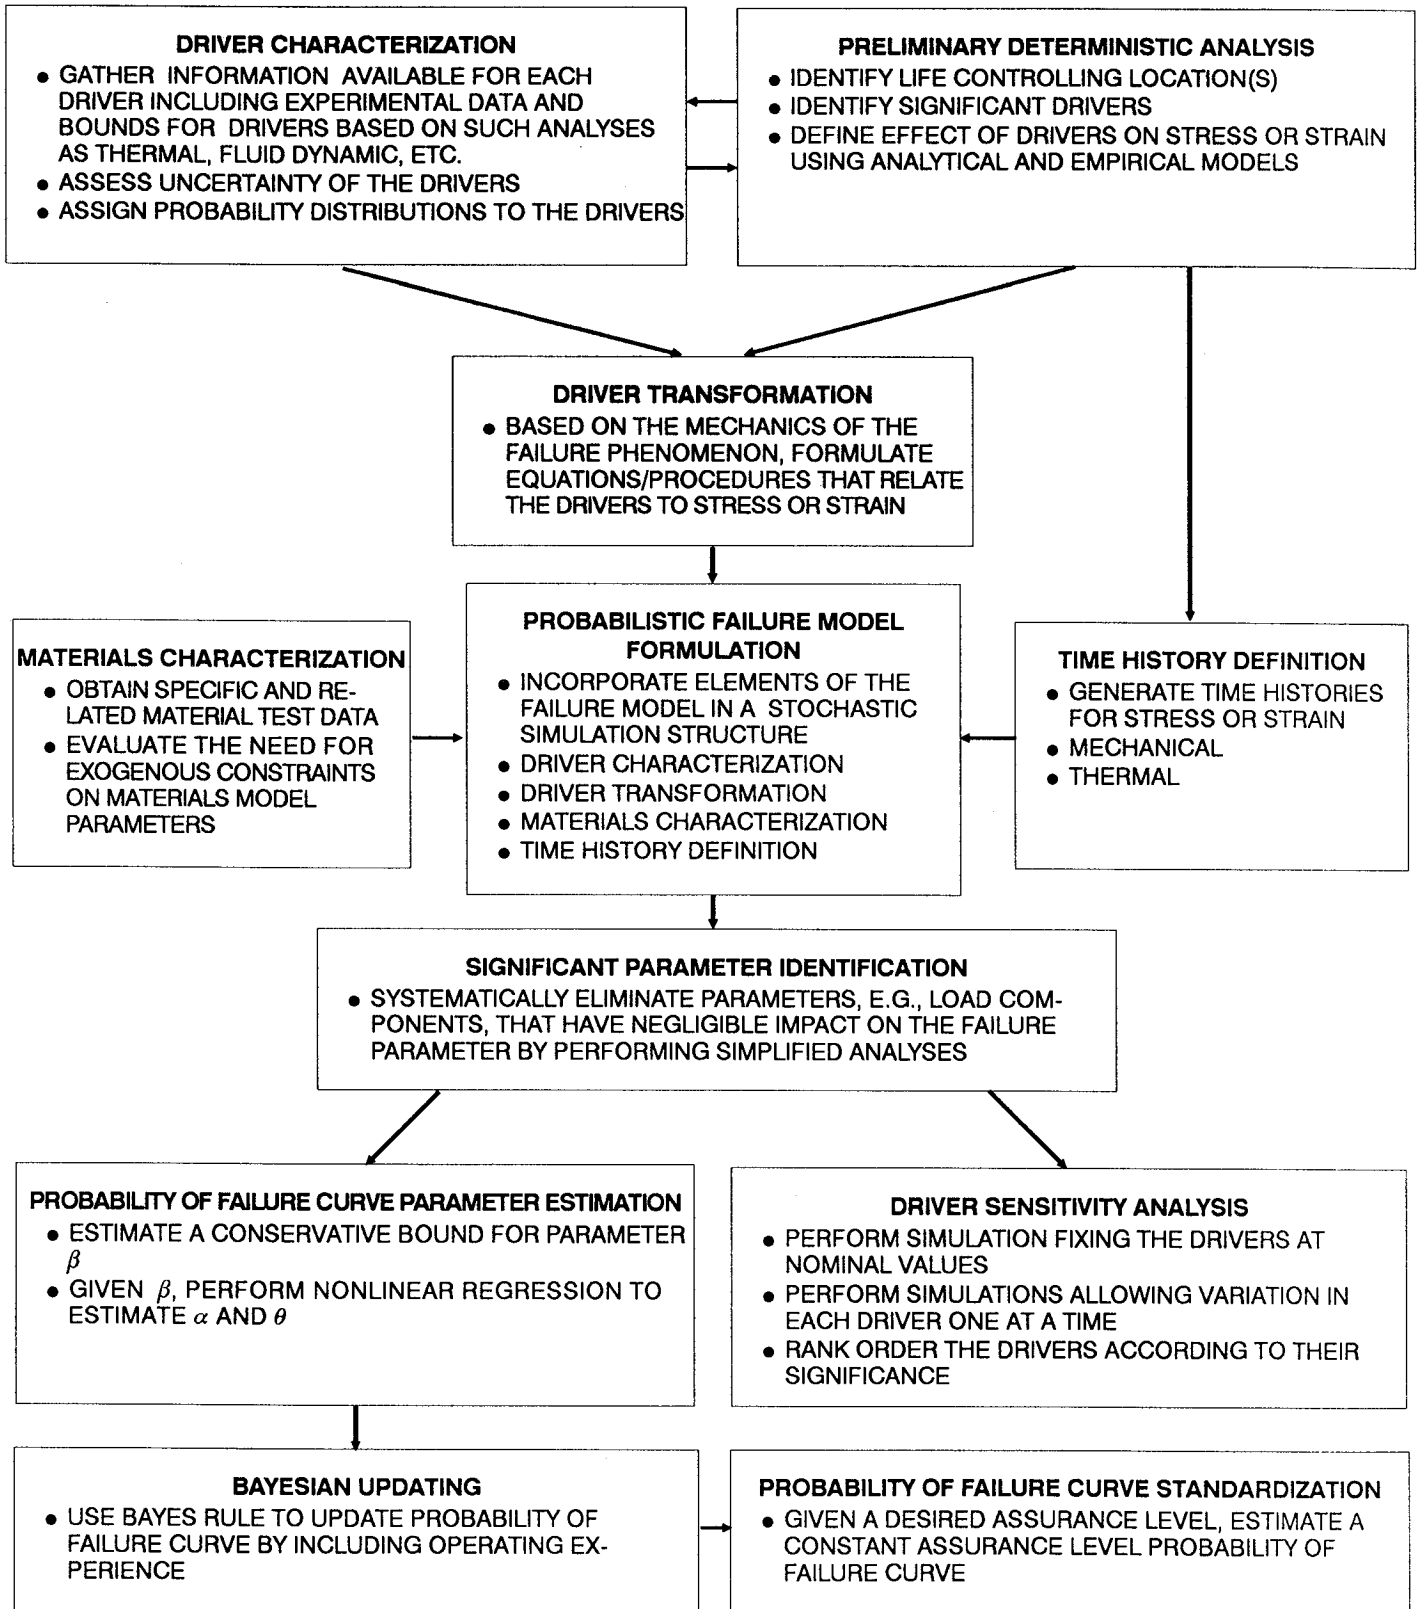 DRIVER CHARACTERIZATION
● GATHER INFORMATION AVAILABLE FOR EACH
DRIVER INCLUDING EXPERIMENTAL DATA AND
BOUNDS FOR DRIVERS BASED ON SUCH ANALYSES
AS THERMAL, FLUID DYNAMIC, ETC.
● ASSESS UNCERTAINTY OF THE DRIVERS
● ASSIGN PROBABILITY DISTRIBUTIONS TO THE DRIVERS
PRELIMINARY DETERMINISTIC ANALYSIS
● IDENTIFY LIFE CONTROLLING LOCATION(S)
● IDENTIFY SIGNIFICANT DRIVERS
● DEFINE EFFECT OF DRIVERS ON STRESS OR STRAIN
USING ANALYTICAL AND EMPIRICAL MODELS
DRIVER TRANSFORMATION
● BASED ON THE MECHANICS OF THE
FAILURE PHENOMENON, FORMULATE
EQUATIONS/PROCEDURES THAT RELATE
THE DRIVERS TO STRESS OR STRAIN
MATERIALS CHARACTERIZATION
● OBTAIN SPECIFIC AND RE-
LATED MATERIAL TEST DATA
● EVALUATE THE NEED FOR
EXOGENOUS CONSTRAINTS
ON MATERIALS MODEL
PARAMETERS
PROBABILISTIC FAILURE MODEL
FORMULATION
● INCORPORATE ELEMENTS OF THE
FAILURE MODEL IN A STOCHASTIC
SIMULATION STRUCTURE
● DRIVER CHARACTERIZATION
● DRIVER TRANSFORMATION
● MATERIALS CHARACTERIZATION
● TIME HISTORY DEFINITION
TIME HISTORY DEFINITION
● GENERATE TIME HISTORIES
FOR STRESS OR STRAIN
● MECHANICAL
● THERMAL
SIGNIFICANT PARAMETER IDENTIFICATION
● SYSTEMATICALLY ELIMINATE PARAMETERS, E.G., LOAD COM-
PONENTS, THAT HAVE NEGLIGIBLE IMPACT ON THE FAILURE
PARAMETER BY PERFORMING SIMPLIFIED ANALYSES
PROBABILITY OF FAILURE CURVE PARAMETER ESTIMATION
● ESTIMATE A CONSERVATIVE BOUND FOR PARAMETER
β
● GIVEN β, PERFORM NONLINEAR REGRESSION TO
ESTIMATE α AND θ
DRIVER SENSITIVITY ANALYSIS
● PERFORM SIMULATION FIXING THE DRIVERS AT
NOMINAL VALUES
● PERFORM SIMULATIONS ALLOWING VARIATION IN
EACH DRIVER ONE AT A TIME
● RANK ORDER THE DRIVERS ACCORDING TO THEIR
SIGNIFICANCE
BAYESIAN UPDATING
● USE BAYES RULE TO UPDATE PROBABILITY OF
FAILURE CURVE BY INCLUDING OPERATING EX-
PERIENCE
PROBABILITY OF FAILURE CURVE STANDARDIZATION
● GIVEN A DESIRED ASSURANCE LEVEL, ESTIMATE A
CONSTANT ASSURANCE LEVEL PROBABILITY OF
FAILURE CURVE